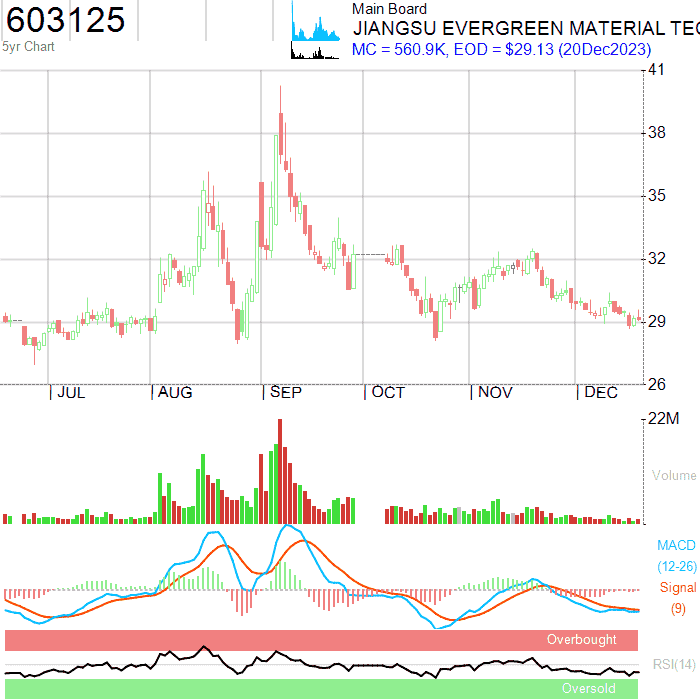 603125
5yr Chart
Main Board
JIANGSU EVERGREEN MATERIAL TEC
MC = 560.9K, EOD = $29.13 (20Dec2023)
41
38
35
32
29
26
JUL
AUG
SEP
OCT
NOV
DEC
22M
Volume
MACD
(12-26)
Signal
(9)
Overbought
RSI(14)
Oversold